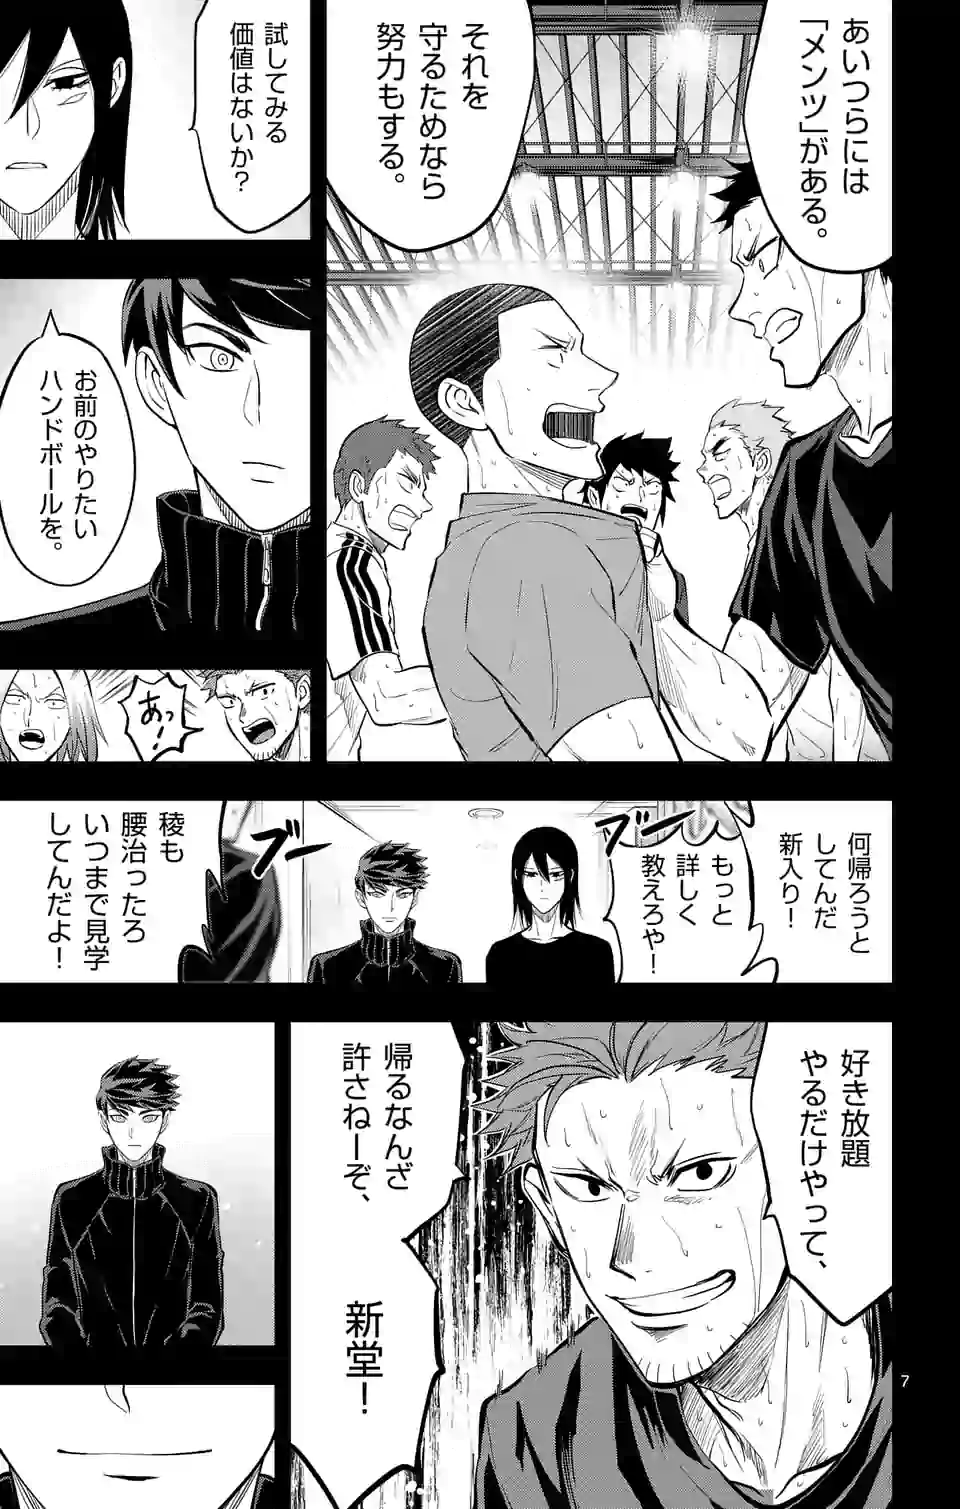 あいつらには
「メンツ」がある。
それを
守るためなら
努力もする。
試してみる
価値はないか？
お前のやりたい
ハンドボールを。
あぁっ！
何帰ろうと
してんだ
新入り！
もっと
詳しく
教えろや！
ブーブー
ブーブー
稜も
腰治ったろ
いつまで見学
してんだよ！
好き放題
やるだけやって、
帰るなんざ
許さねーぞ、
新堂！
7